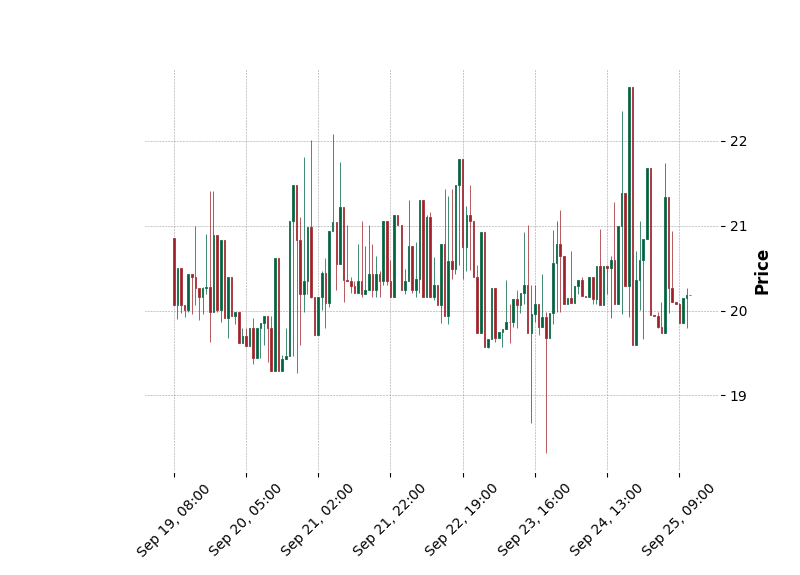 22
21
20
19
Price
Sep 19, 08:00
Sep 20, 05:00
Sep 21, 02:00
Sep 21, 22:00
Sep 22, 19:00
Sep 23, 16:00
Sep 24, 13:00
Sep 25, 09:00